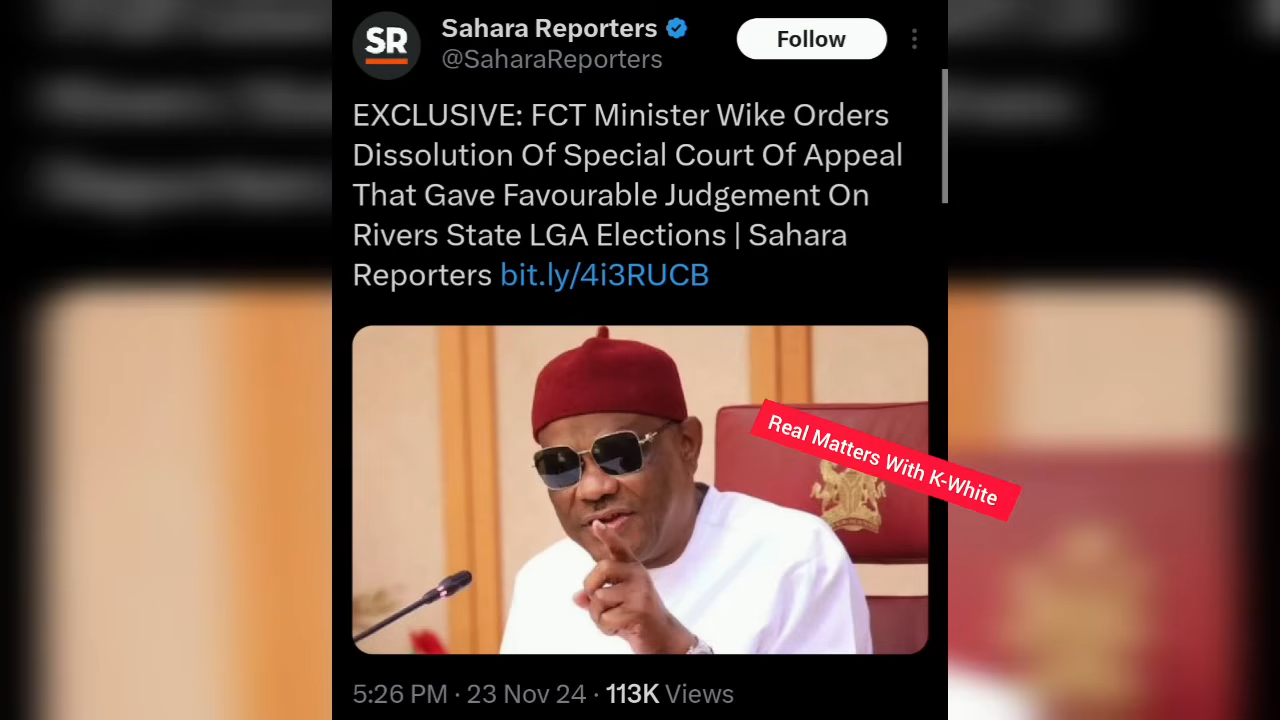 SR
Sahara Reporters
@SaharaReporters
Follow
EXCLUSIVE: FCT Minister Wike Orders
Dissolution Of Special Court Of Appeal
That Gave Favourable Judgement On
Rivers State LGA Elections | Sahara
Reporters bit.ly/4i3RUCB
Real Matters With K-White
5:26 PM · 23 Nov 24 · 113K Views